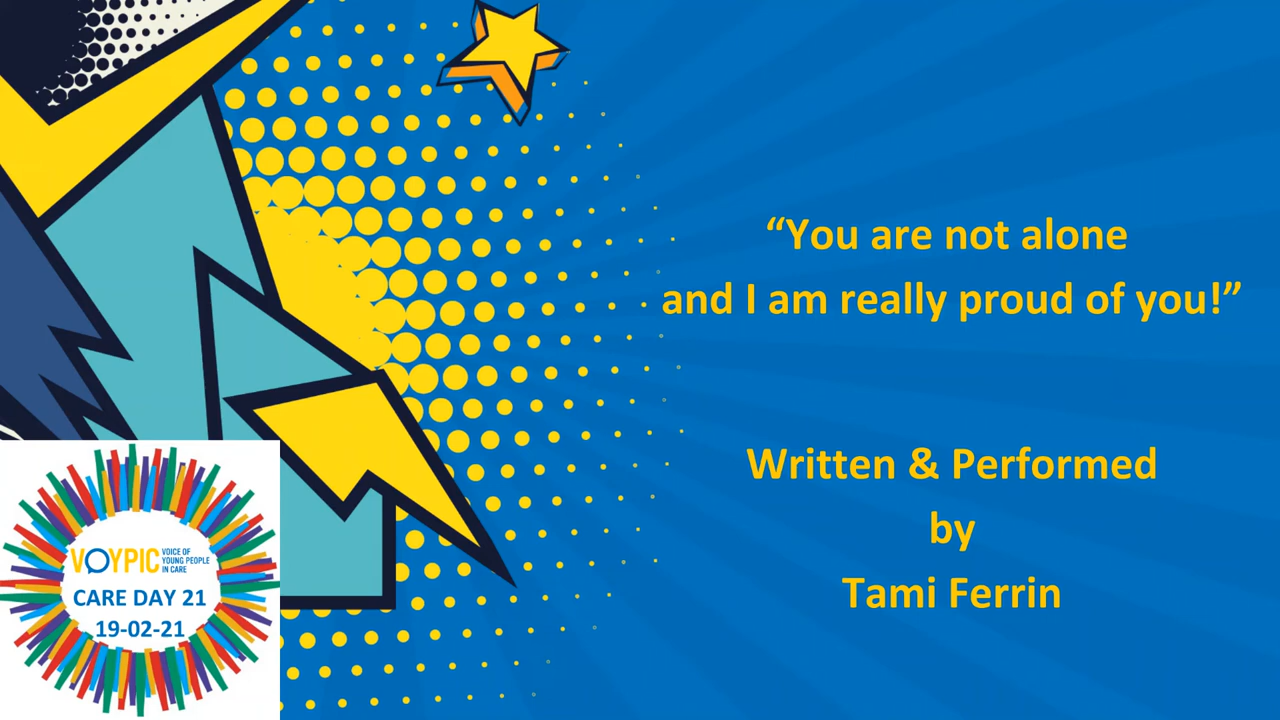 “You are not alone
and I am really proud of you!”
Written & Performed
by
Tami Ferrin
VOYPIC
VOICE OF
YOUNG PEOPLE
IN CARE
CARE DAY 21
19-02-21